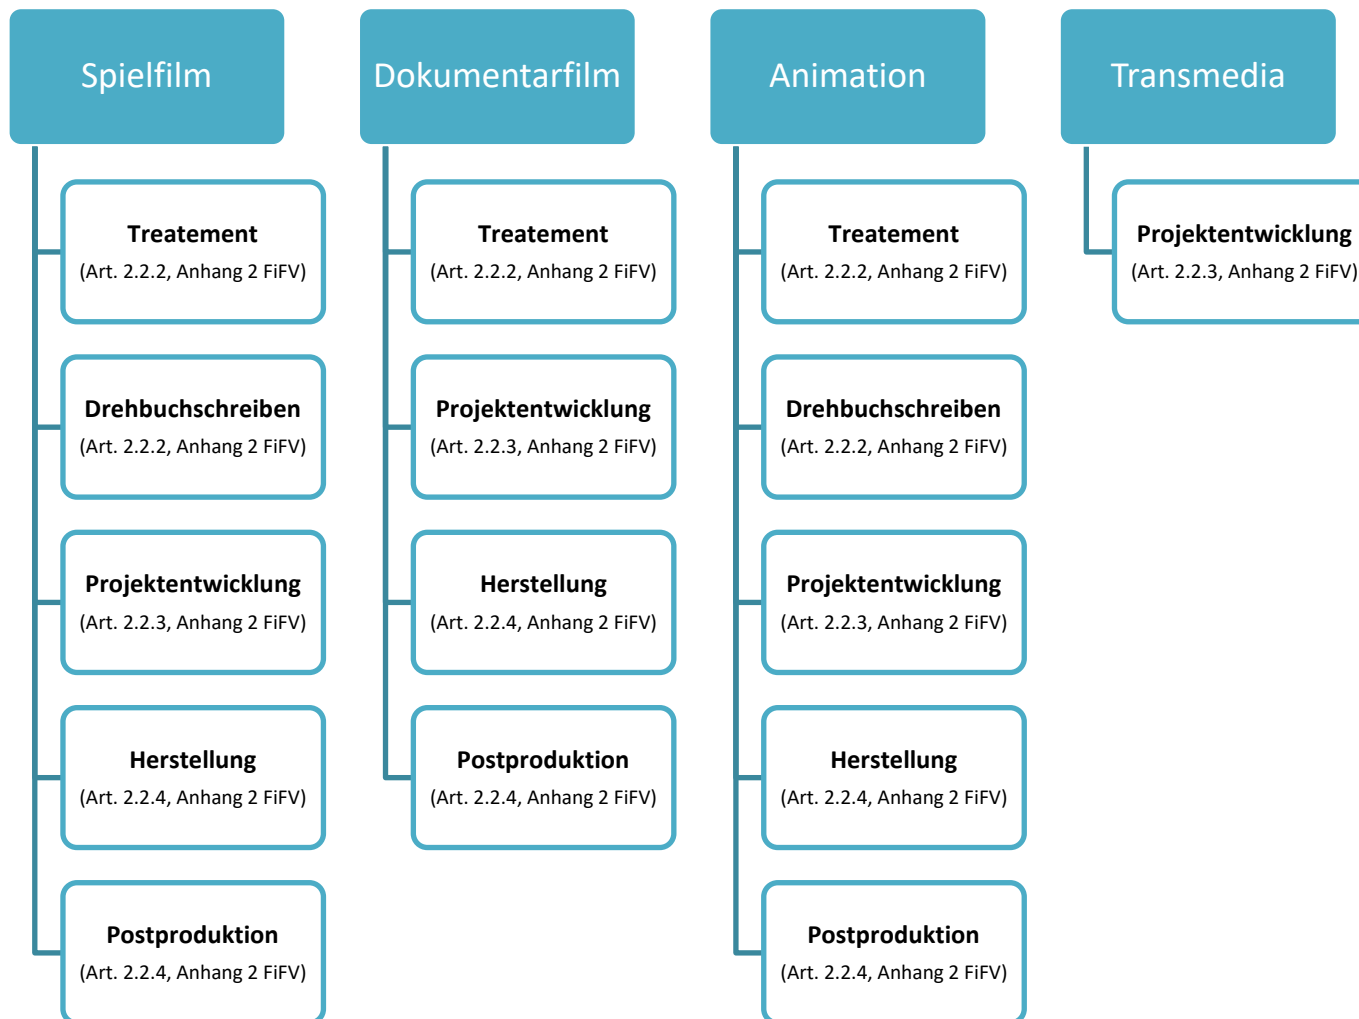 Spielfilm
Treatement
(Art. 2.2.2, Anhang 2 FiFV)
Drehbuchschreiben
(Art. 2.2.2, Anhang 2 FiFV)
Projektentwicklung
(Art. 2.2.3, Anhang 2 FiFV)
Herstellung
(Art. 2.2.4, Anhang 2 FiFV)
Postproduktion
(Art. 2.2.4, Anhang 2 FiFV)
Dokumentarfilm
Treatement
(Art. 2.2.2, Anhang 2 FiFV)
Projektentwicklung
(Art. 2.2.3, Anhang 2 FiFV)
Herstellung
(Art. 2.2.4, Anhang 2 FiFV)
Postproduktion
(Art. 2.2.4, Anhang 2 FiFV)
Animation
Treatement
(Art. 2.2.2, Anhang 2 FiFV)
Drehbuchschreiben
(Art. 2.2.2, Anhang 2 FiFV)
Projektentwicklung
(Art. 2.2.3, Anhang 2 FiFV)
Herstellung
(Art. 2.2.4, Anhang 2 FiFV)
Postproduktion
(Art. 2.2.4, Anhang 2 FiFV)
Transmedia
Projektentwicklung
(Art. 2.2.3, Anhang 2 FiFV)